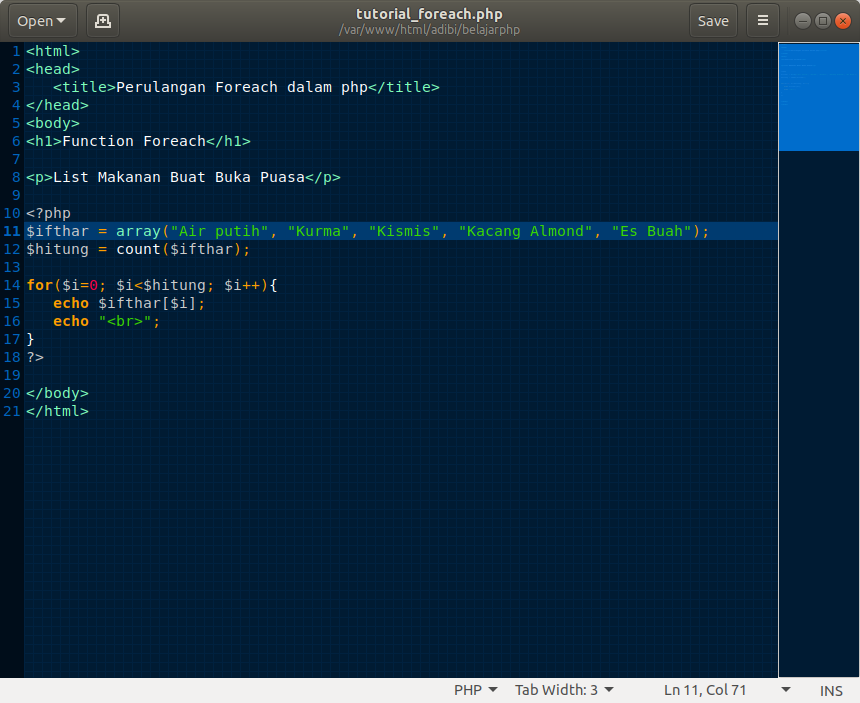 Open
tutorial_foreach.php
/var/www/html/adibi/belajarphp
Save
1 <html>
2 <head>
3    <title>Perulangan Foreach dalam php</title>
4 </head>
5 <body>
6 <h1>Function Foreach</h1>
7
8 <p>List Makanan Buat Buka Puasa</p>
9
10 <?php
11 $ifthar = array("Air putih", "Kurma", "Kismis", "Kacang Almond", "Es Buah");
12 $hitung = count($ifthar);
13
14 for($i=0; $i<$hitung; $i++){
15    echo $ifthar[$i];
16    echo "<br>";
17 }
18 ?>
19
20 </body>
21 </html>
PHP Tab Width: 3 Ln 11, Col 71 INS